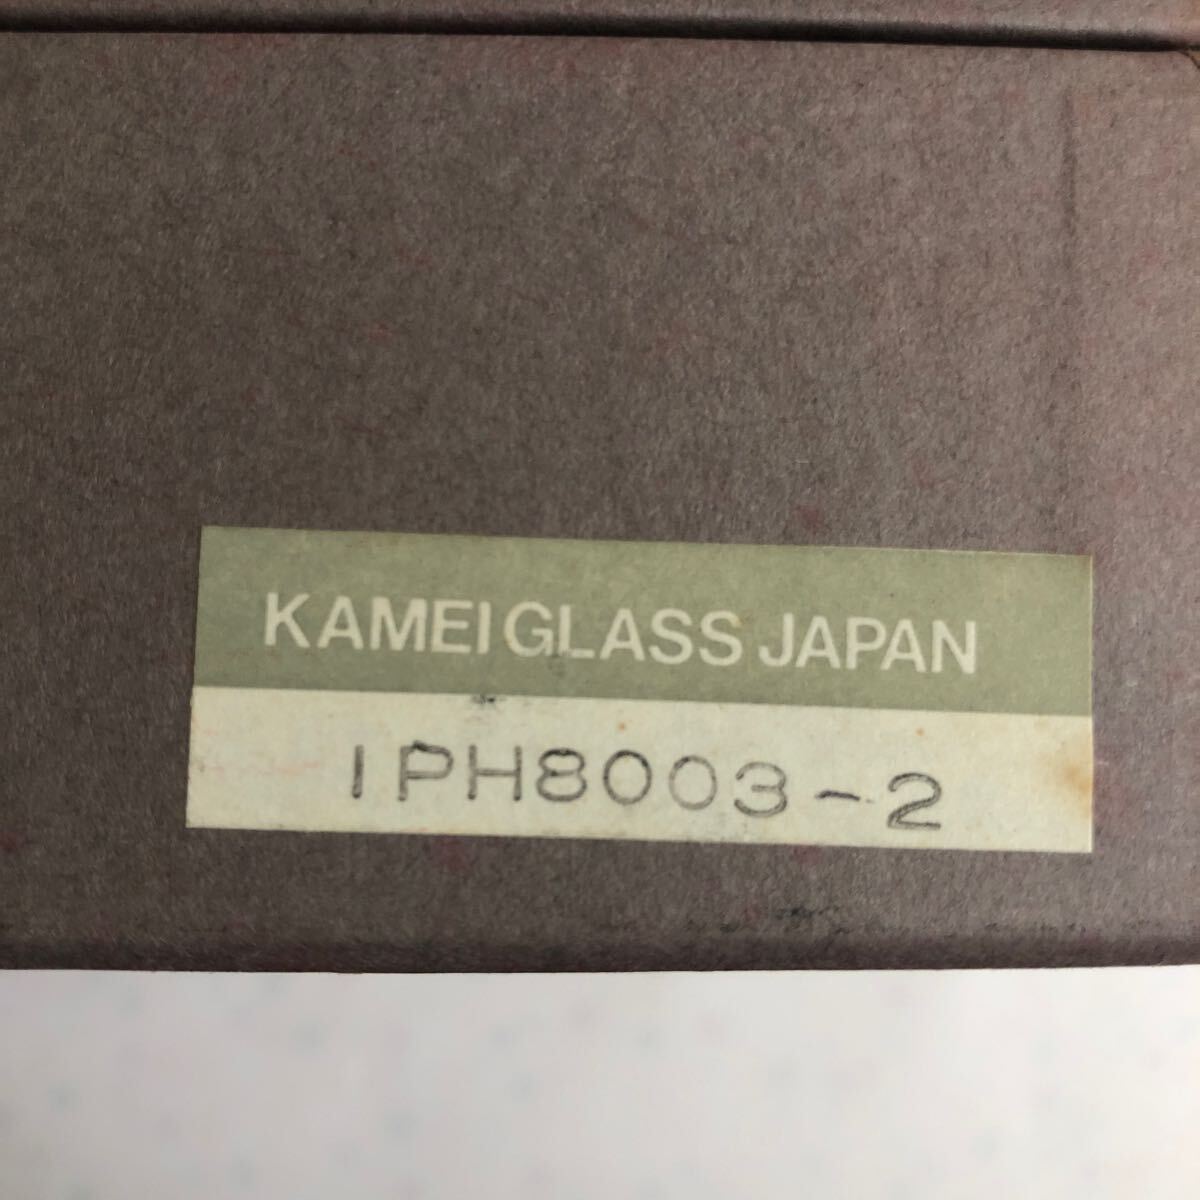 KAMEI GLASS JAPAN
IPH8003-2